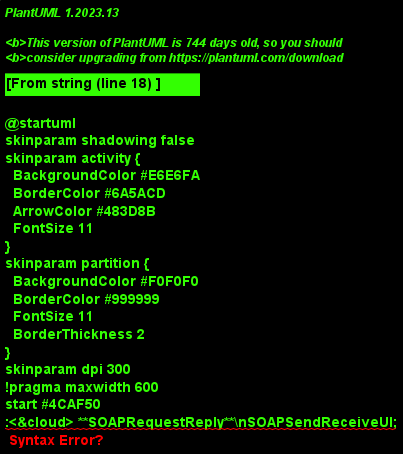 PlantUML 1.2023.13
<b>This version of PlantUML is 744 days old, so you should
<b>consider upgrading from https://plantuml.com/download
[From string (line 18) ]
@startuml
skinparam shadowing false
skinparam activity {
BackgroundColor #E6E6FA
BorderColor #6A5ACD
ArrowColor #483D8B
FontSize 11
}
skinparam partition {
BackgroundColor #F0F0F0
BorderColor #999999
FontSize 11
BorderThickness 2
}
skinparam dpi 300
!pragma maxwidth 600
start #4CAF50
:<&cloud> **SOAPRequestReply**\nSOAPSendReceiveUI;
Syntax Error?